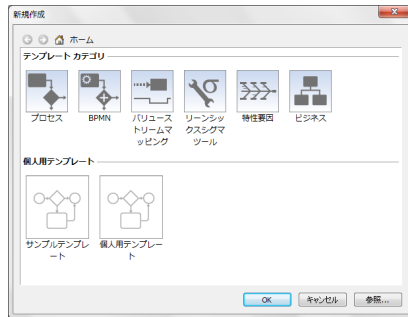 新規作成
ホーム
テンプレート カテゴリ
プロセス
BPMN
バリュース
トリームマ
ッピング
リーンシッ
クスシグマ
ツール
特性要因
ビジネス
個人用テンプレート
サンプルテンプレ
ート
個人用テンプレー
ト
OK
キャンセル
参照...